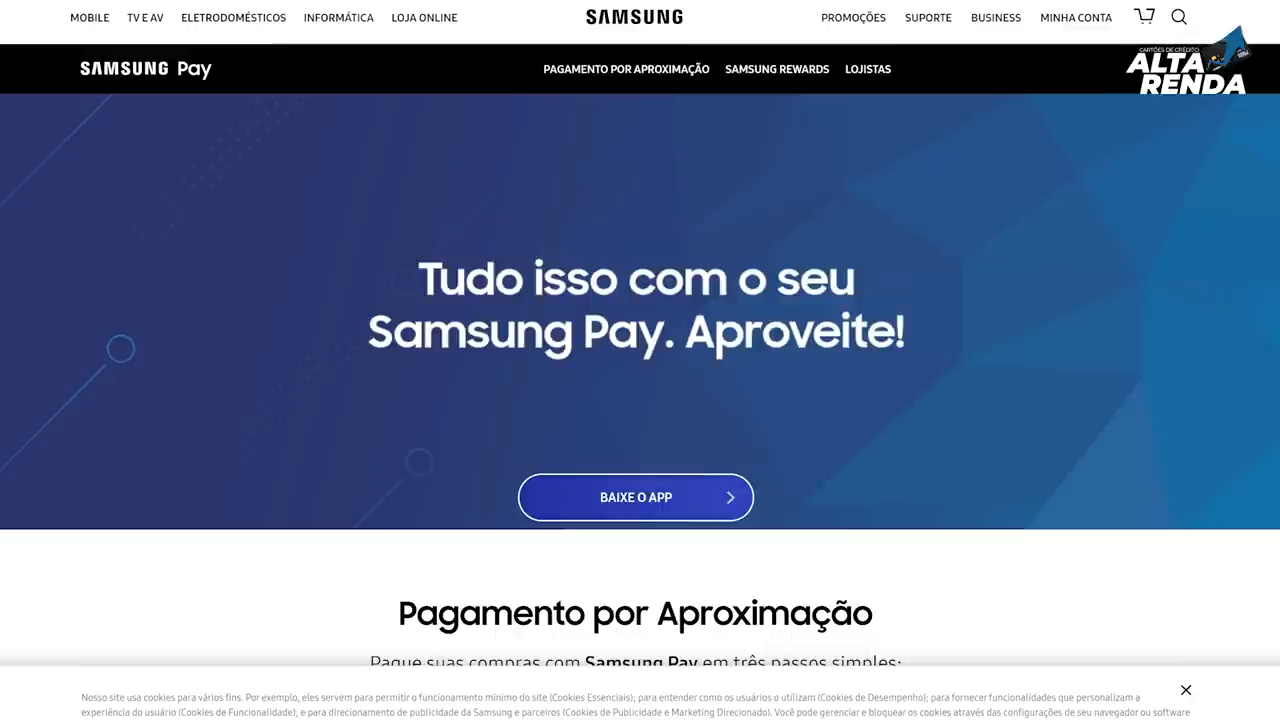 MOBILE TV E AV ELETRODOMÉSTICOS INFORMÁTICA LOJA ONLINE SAMSUNG PROMOÇÕES SUPORTE BUSINESS MINHA CONTA
SAMSUNG Pay PAGAMENTO POR APROXIMAÇÃO SAMSUNG REWARDS LOJISTAS
CARTÕES DE CRÉDITO
ALTA
RENDA
Tudo isso com o seu
Samsung Pay. Aproveite!
BAIXE O APP
Pagamento por Aproximação
Pague suas compras com Samsung Pay em três passos simples:
Nosso site usa cookies para vários fins. Por exemplo, eles servem para permitir o funcionamento mínimo do site (Cookies Essenciais); para entender como os usuários o utilizam (Cookies de Desempenho); para fornecer funcionalidades que personalizam a
experiência do usuário (Cookies de Funcionalidade); e para direcionamento de publicidade da Samsung e parceiros (Cookies de Publicidade e Marketing Direcionado). Você pode gerenciar e bloquear os cookies através das configurações de seu navegador ou software